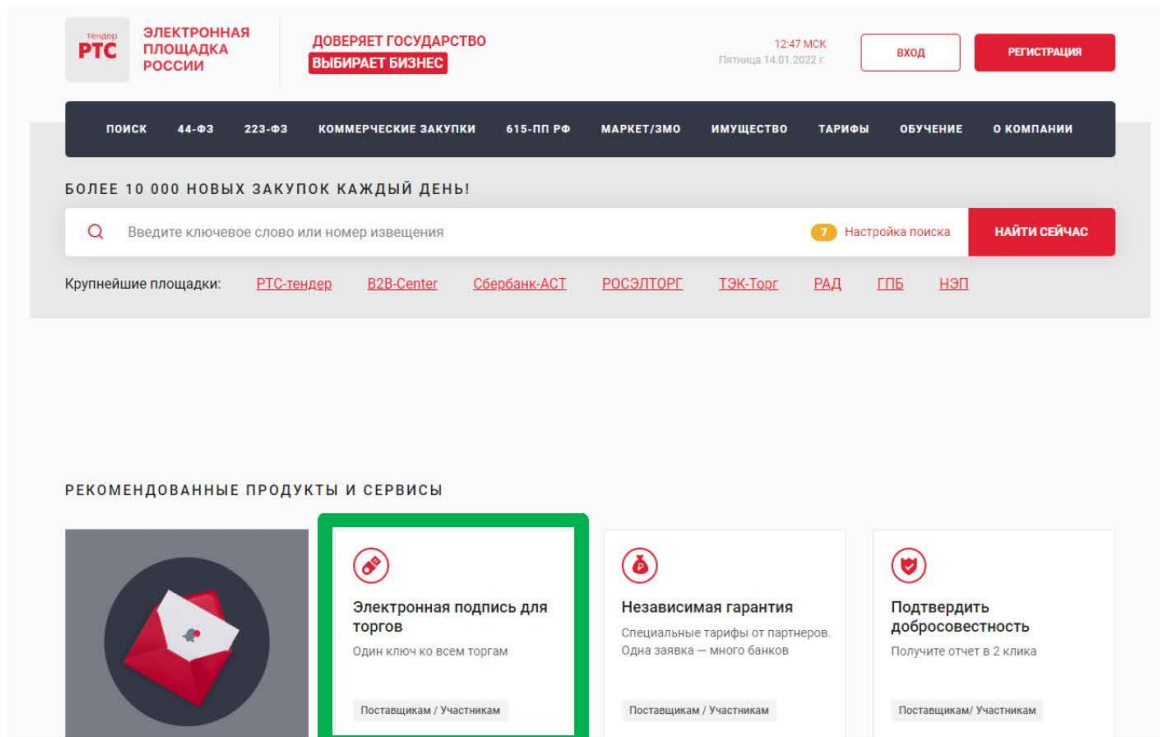 тендер
РТС
ЭЛЕКТРОННАЯ
ПЛОЩАДКА
РОССИИ
ДОВЕРЯЕТ ГОСУДАРСТВО
ВЫБИРАЕТ БИЗНЕС
12:47 МСК
Пятница 14.01.2022 г.
ВХОД
РЕГИСТРАЦИЯ
ПОИСК 44-ФЗ 223-ФЗ КОММЕРЧЕСКИЕ ЗАКУПКИ 615-ПП РФ МАРКЕТ/ЗМО ИМУЩЕСТВО ТАРИФЫ ОБУЧЕНИЕ О КОМПАНИИ
БОЛЕЕ 10 000 НОВЫХ ЗАКУПОК КАЖДЫЙ ДЕНЬ!
Введите ключевое слово или номер извещения 7 Настройка поиска НАЙТИ СЕЙЧАС
Крупнейшие площадки: РТС-тендер B2B-Center Сбербанк-АСТ РОСЭЛТОРГ ТЭК-Торг РАД ГПБ НЭП
РЕКОМЕНДОВАННЫЕ ПРОДУКТЫ И СЕРВИСЫ
Электронная подпись для
торгов
Один ключ ко всем торгам
Поставщикам / Участникам
Независимая гарантия
Специальные тарифы от партнеров.
Одна заявка — много банков
Поставщикам / Участникам
Подтвердить
добросовестность
Получите отчет в 2 клика
Поставщикам/ Участникам